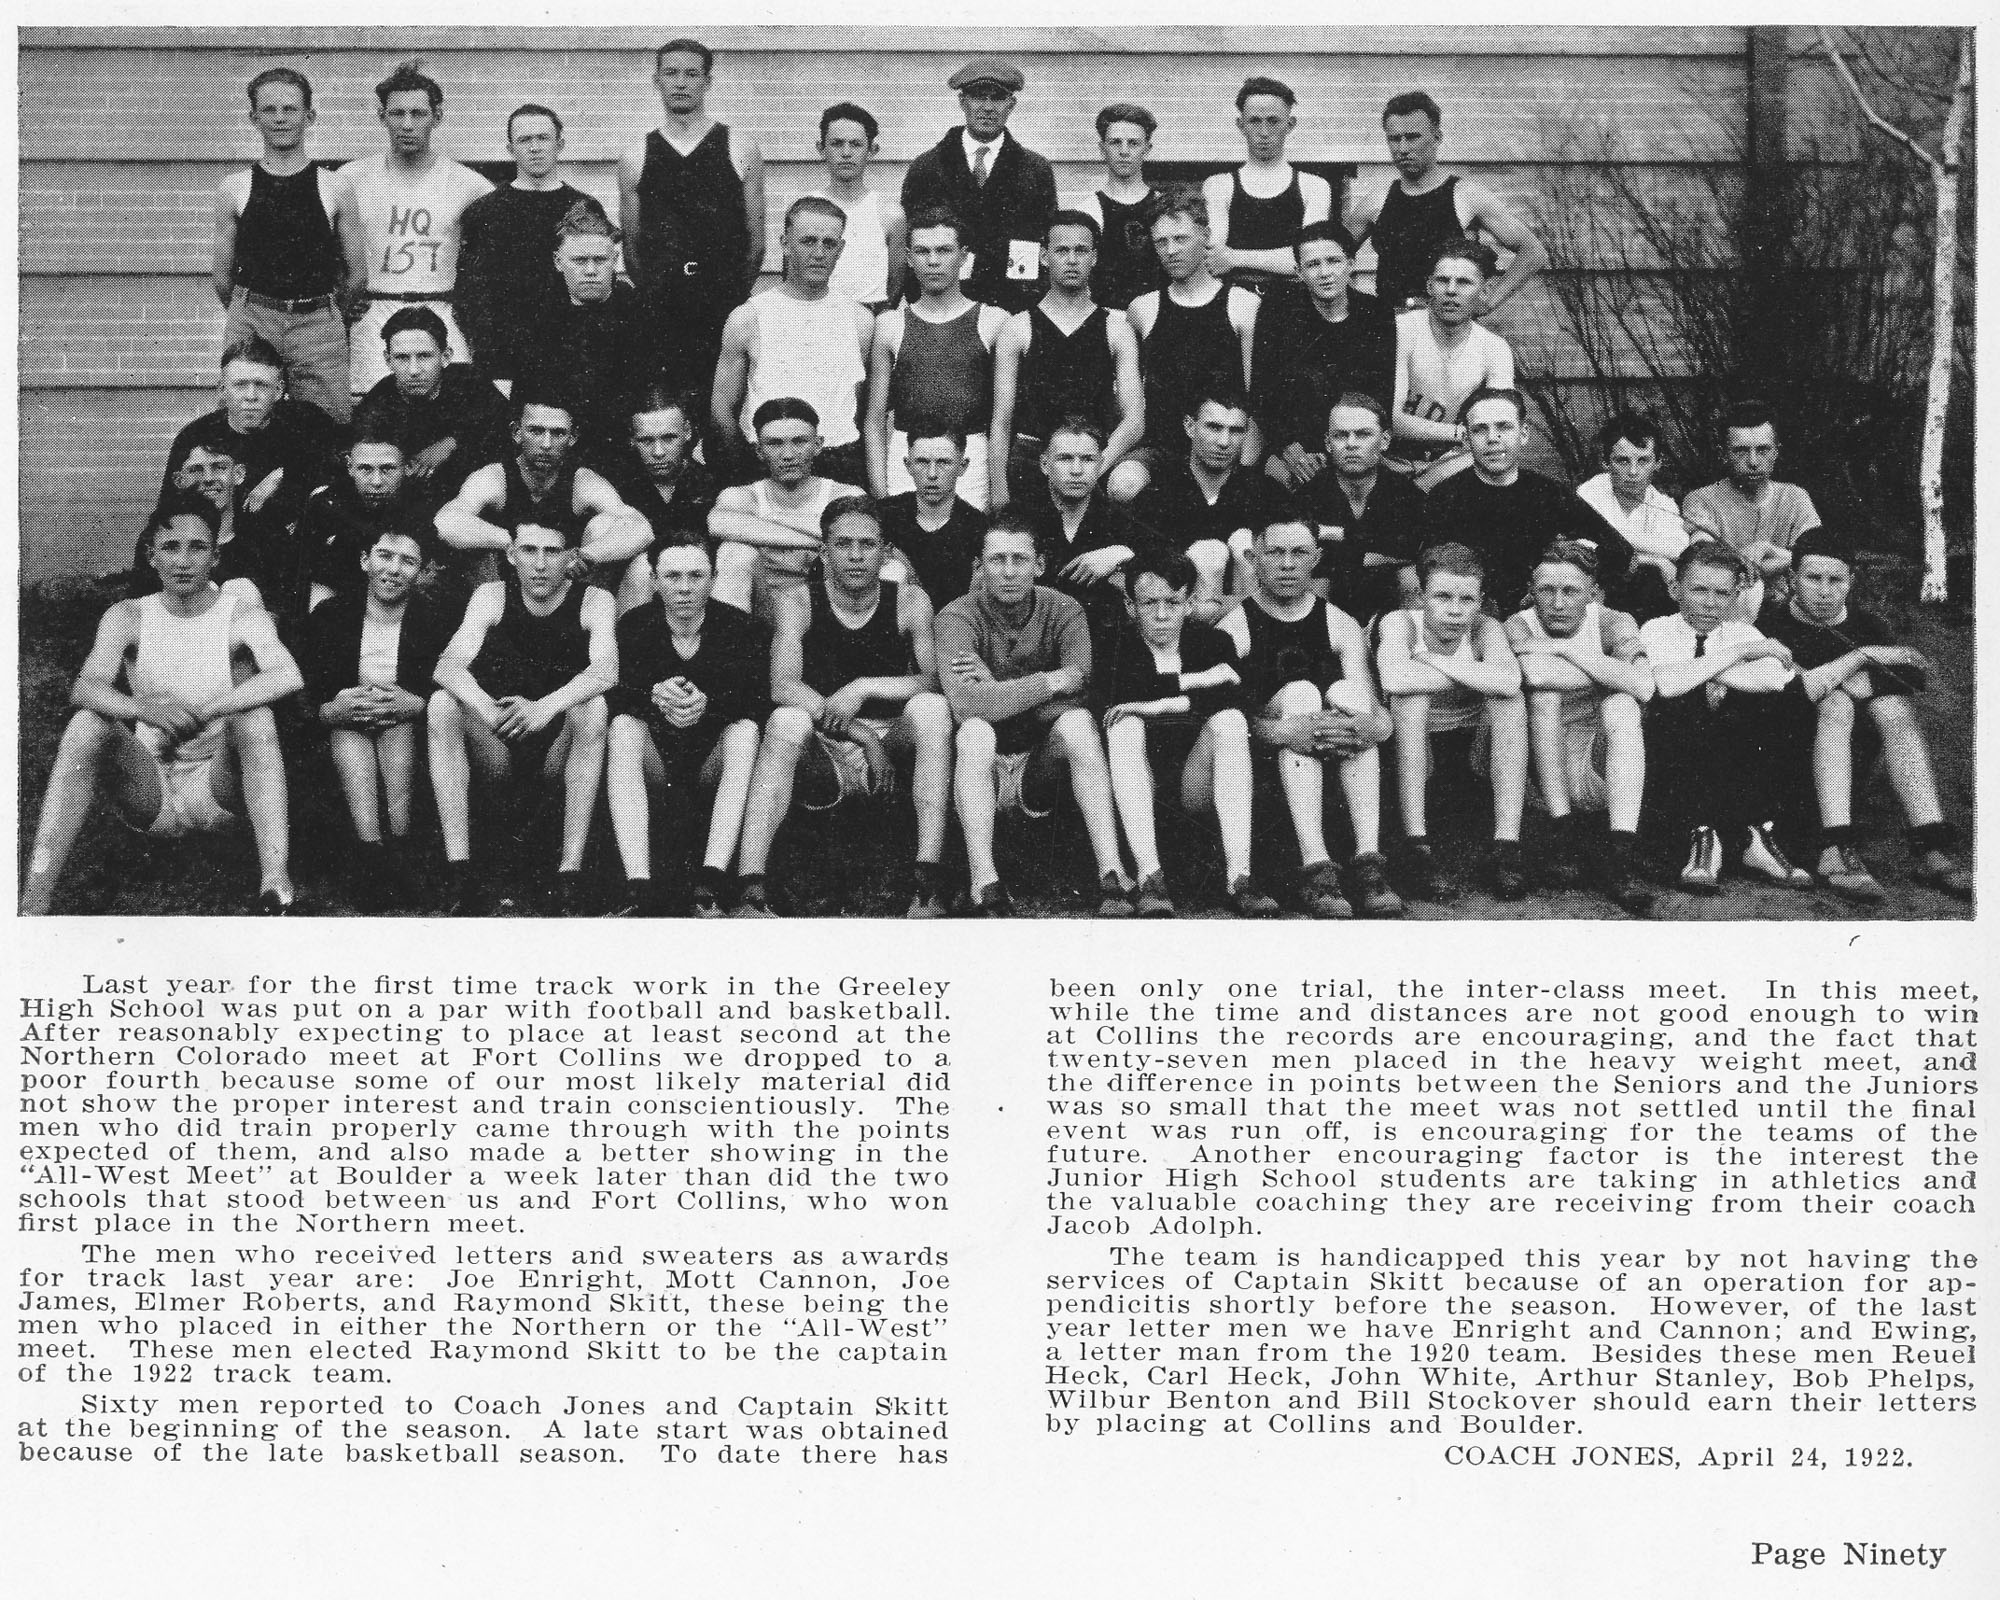 HQ
157
Last year for the first time track work in the Greeley
High School was put on a par with football and basketball.
After reasonably expecting to place at least second at the
Northern Colorado meet at Fort Collins we dropped to a
poor fourth because some of our most likely material did
not show the proper interest and train conscientiously. The
men who did train properly came through with the points
expected of them, and also made a better showing in the
“All-West Meet” at Boulder a week later than did the two
schools that stood between us and Fort Collins, who won
first place in the Northern meet.
The men who received letters and sweaters as awards
for track last year are: Joe Enright, Mott Cannon, Joe
James, Elmer Roberts, and Raymond Skitt, these being the
men who placed in either the Northern or the “All-West”
meet. These men elected Raymond Skitt to be the captain
of the 1922 track team.
Sixty men reported to Coach Jones and Captain Skitt
at the beginning of the season. A late start was obtained
because of the late basketball season. To date there has
been only one trial, the inter-class meet. In this meet,
while the time and distances are not good enough to win
at Collins the records are encouraging, and the fact that
twenty-seven men placed in the heavy weight meet, and
the difference in points between the Seniors and the Juniors
was so small that the meet was not settled until the final
event was run off, is encouraging for the teams of the
future. Another encouraging factor is the interest the
Junior High School students are taking in athletics and
the valuable coaching they are receiving from their coach
Jacob Adolph.
The team is handicapped this year by not having the
services of Captain Skitt because of an operation for ap-
pendicitis shortly before the season. However, of the last
year letter men we have Enright and Cannon; and Ewing,
a letter man from the 1920 team. Besides these men Reuel
Heck, Carl Heck, John White, Arthur Stanley, Bob Phelps,
Wilbur Benton and Bill Stockover should earn their letters
by placing at Collins and Boulder.
COACH JONES, April 24, 1922.
Page Ninety